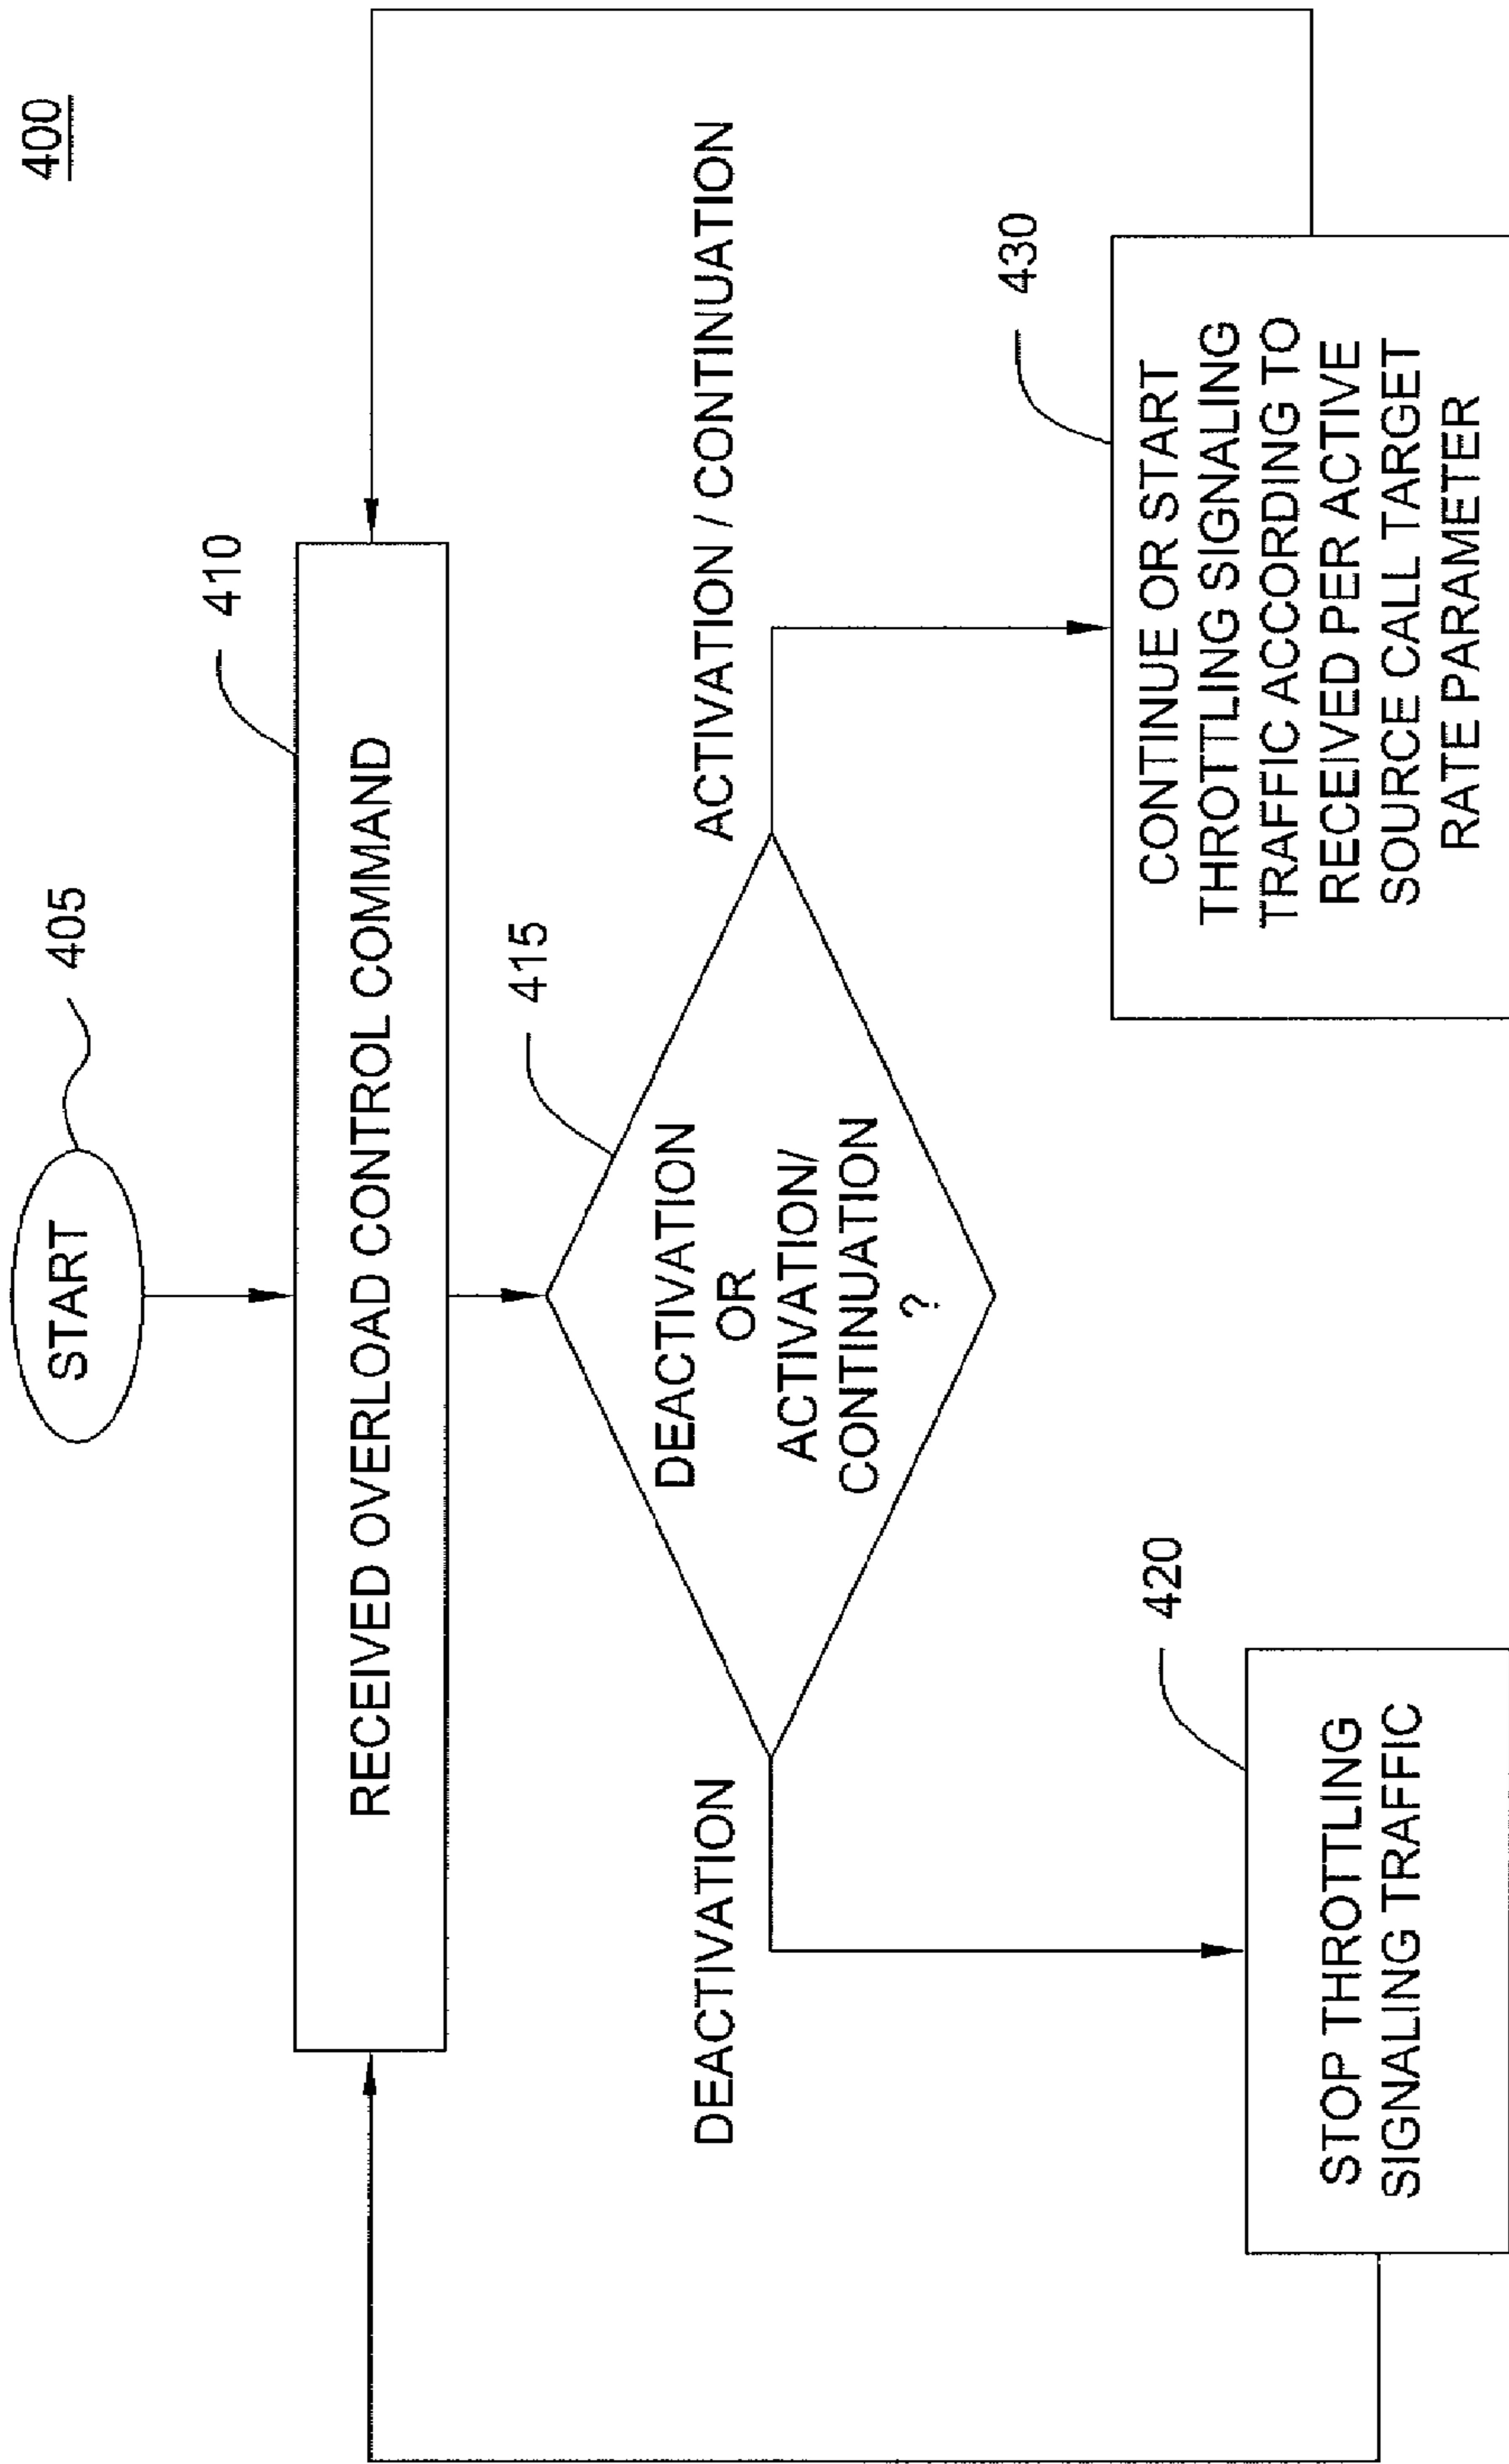 400
START
405
RECEIVED OVERLOAD CONTROL COMMAND
410
415
DEACTIVATION
OR
ACTIVATION/
CONTINUATION
?
DEACTIVATION
ACTIVATION / CONTINUATION
420
STOP THROTTLING
SIGNALING TRAFFIC
430
CONTINUE OR START
THROTTLING SIGNALING
TRAFFIC ACCORDING TO
RECEIVED PER ACTIVE
SOURCE CALL TARGET
RATE PARAMETER